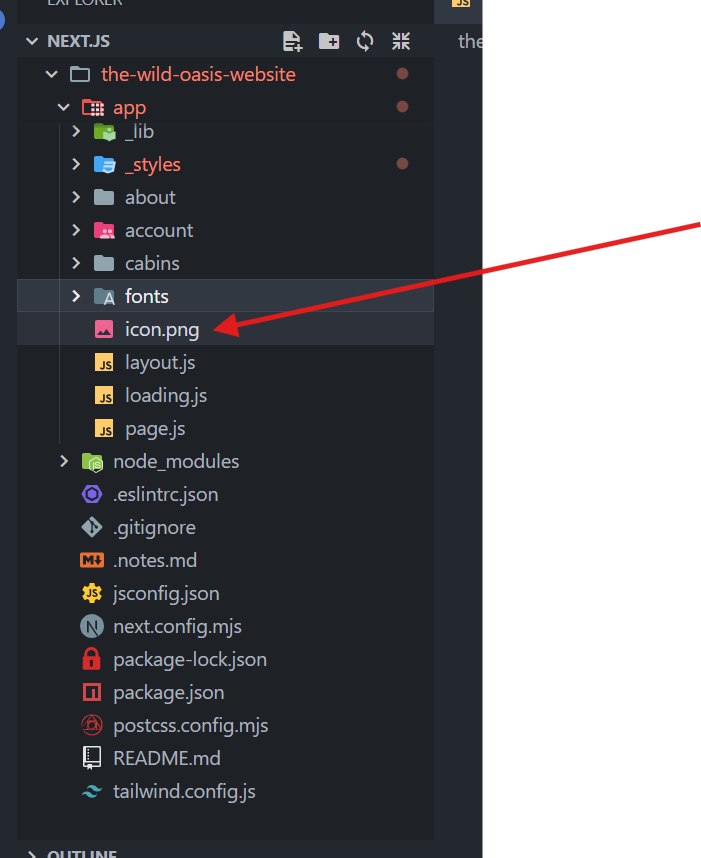 EXPLORER
NEXT.JS
the
the-wild-oasis-website
app
_lib
_styles
about
account
cabins
fonts
icon.png
layout.js
loading.js
page.js
node_modules
.eslintrc.json
.gitignore
.notes.md
jsconfig.json
next.config.mjs
package-lock.json
package.json
postcss.config.mjs
README.md
tailwind.config.js
OUTLINE